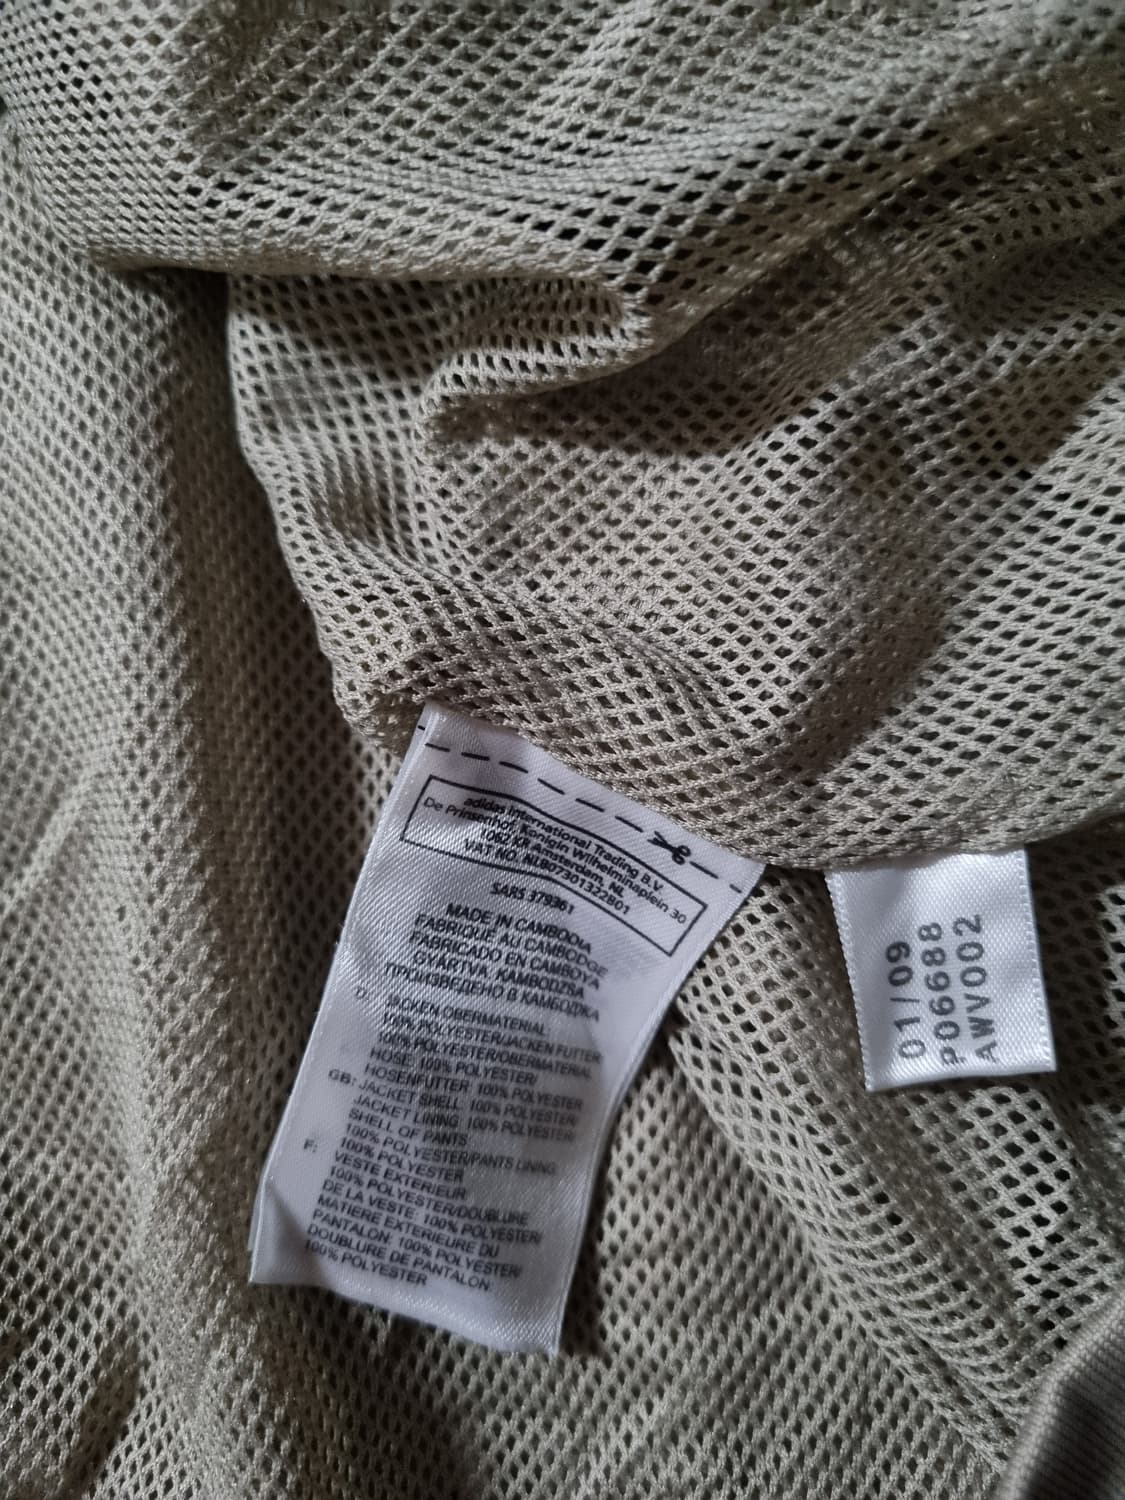 adidas International Trading B.V.
De Prinsenhof, Konigin Wilhelminaplein 30
1062 KR Amsterdam, NL
VAT NO. NLB07301322B01
SARS 379361
MADE IN CAMBODIA
FABRIQUE AU CAMBODGE
FABRICADO EN CAMBOYA
GYÁRTVA: KAMBODZSA
ПРОИЗВЕДЕНО В КАМБОДЖА
D: JACKEN OBERMATERIAL:
100% POLYESTER/JACKEN FUTTER:
100% POLYESTER/OBERMATERIAL
HOSE: 100% POLYESTER/
HOSENFUTTER: 100% POLYESTER
GB: JACKET SHELL: 100% POLYESTER/
JACKET LINING: 100% POLYESTER/
SHELL OF PANTS:
100% POLYESTER/PANTS LINING:
100% POLYESTER
F: VESTE EXTERIEUR
100% POLYESTER/DOUBLURE
DE LA VESTE: 100% POLYESTER/
MATIERE EXTERIEURE DU
PANTALON: 100% POLYESTER/
DOUBLURE DE PANTALON:
100% POLYESTER
01/09
P06688
AWV002